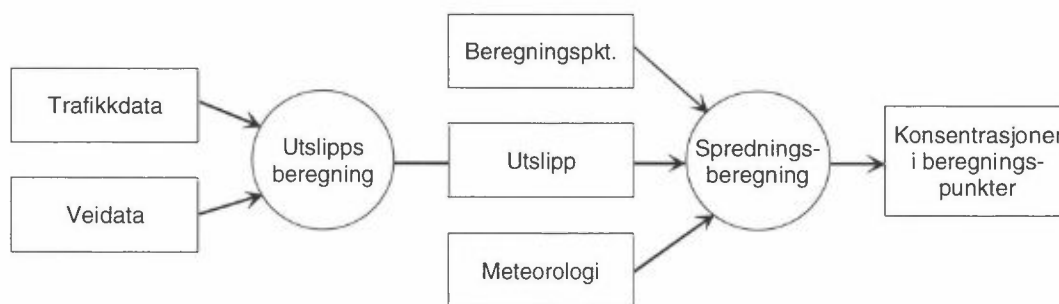 Trafikkdata
Veidata
Utslipps
beregning
Beregningspkt.
Utslipp
Meteorologi
Sprednings-
beregning
Konsentrasjoner
i beregnings-
punkter